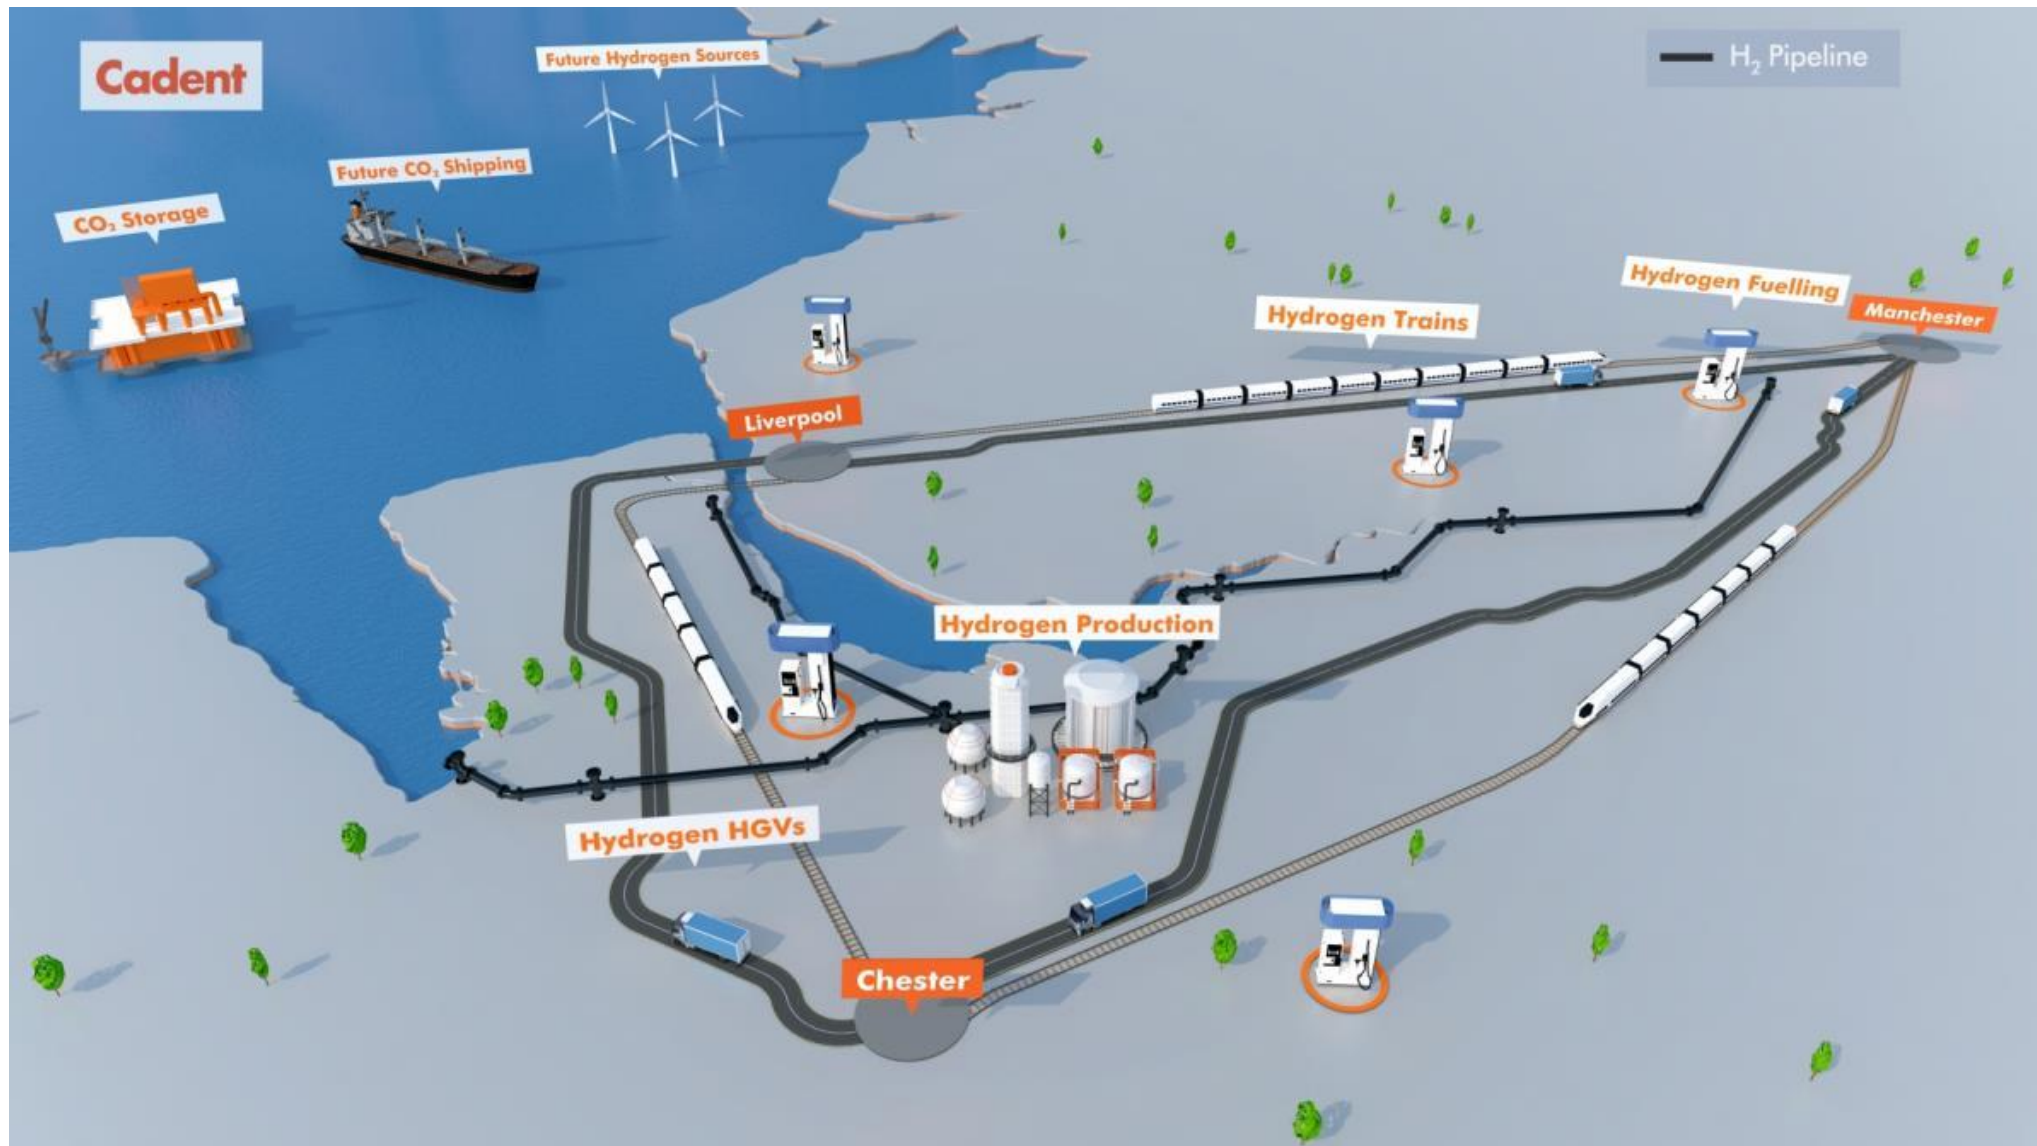 Cadent
Future Hydrogen Sources
H₂ Pipeline
Future CO₂ Shipping
CO₂ Storage
Hydrogen Fuelling
Hydrogen Trains
Manchester
Liverpool
Hydrogen Production
Hydrogen HGVs
Chester